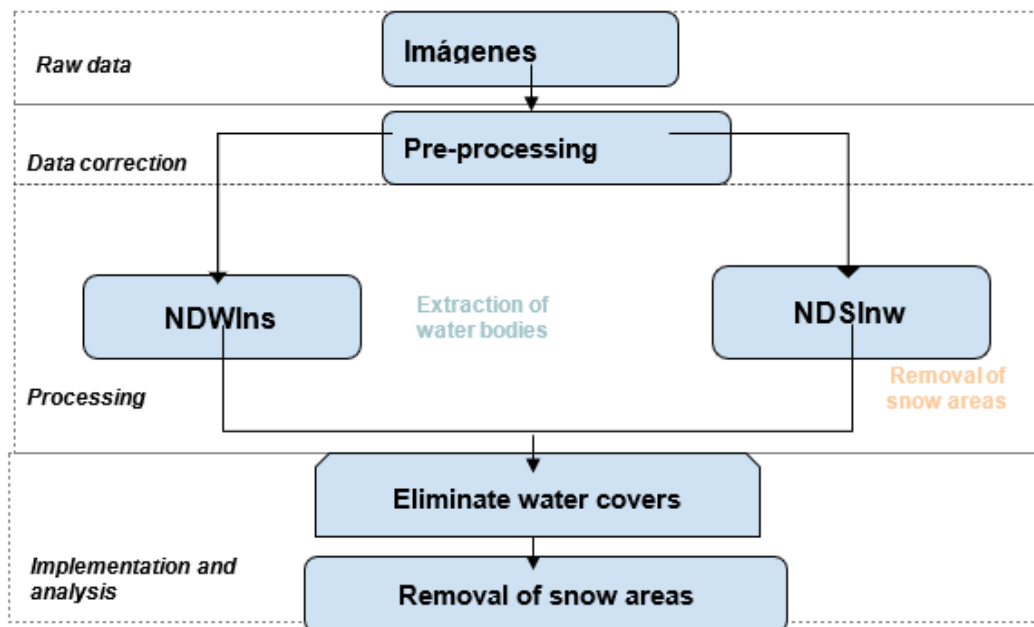 Imágenes
Raw data
Pre-processing
Data correction
NDWIns
Extraction of
water bodies
NDSInw
Removal of
snow areas
Processing
Eliminate water covers
Implementation and
analysis
Removal of snow areas